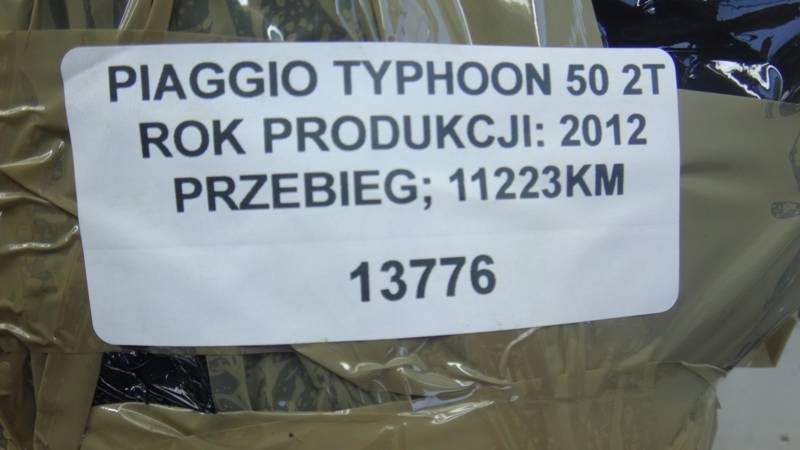 PIAGGIO TYPHOON 50 2T
ROK PRODUKCJI: 2012
PRZEBIEG; 11223KM
13776